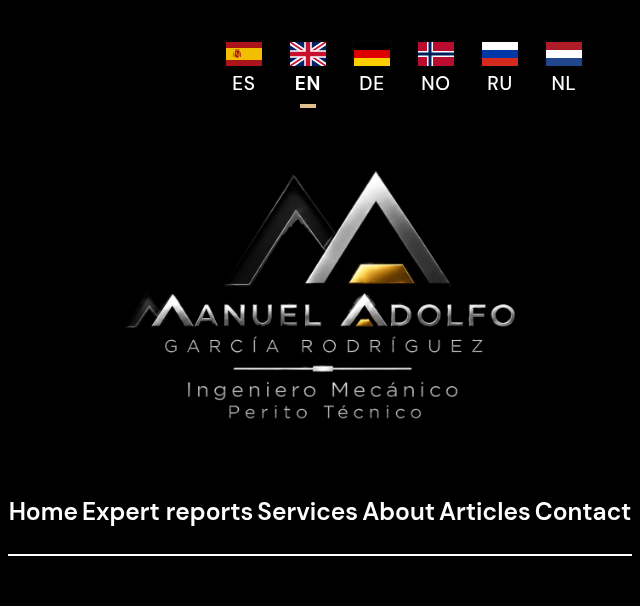 ES EN DE NO RU NL
MANUEL ADOLFO
GARCÍA RODRÍGUEZ
Ingeniero Mecánico
Perito Técnico
Home Expert reports Services About Articles Contact